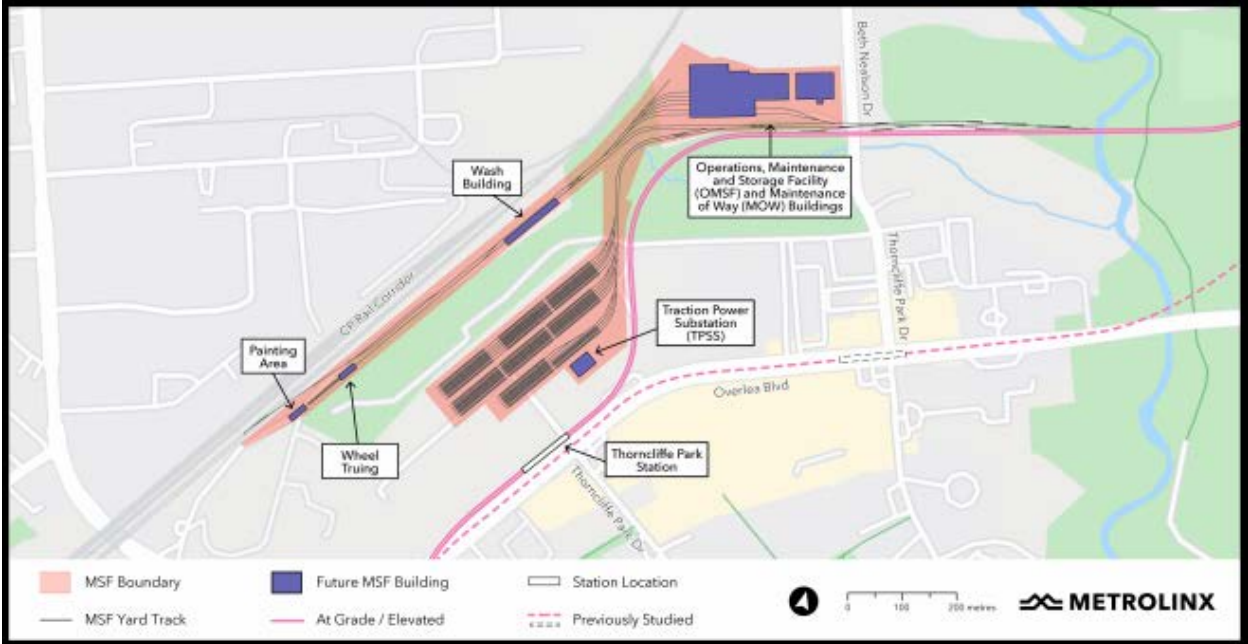 Beth Nealson Dr
Wash
Building
Operations, Maintenance
and Storage Facility
(OMSF) and Maintenance
of Way (MOW) Buildings
CP Rail Corridor
Thorncliffe Park Dr
Traction Power
Substation
(TPSS)
Painting
Area
Overlea Blvd
Wheel
Truing
Thorncliffe Park
Station
Thorncliffe Park Dr
MSF Boundary
Future MSF Building
Station Location
MSF Yard Track
At Grade / Elevated
Previously Studied
0 100 200 metres
METROLINX